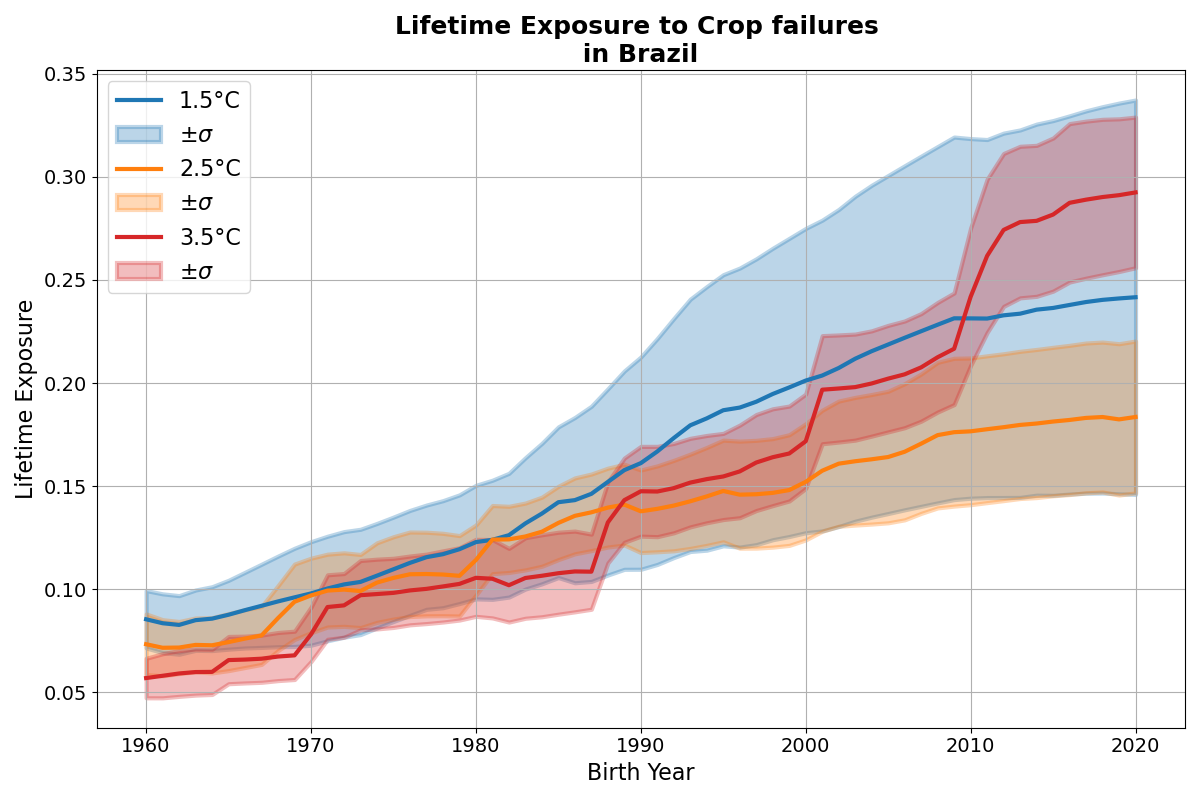 Lifetime Exposure to Crop failures
in Brazil
0.35
0.30
0.25
0.20
0.15
0.10
0.05
Lifetime Exposure
1.5°C
±σ
2.5°C
±σ
3.5°C
±σ
1960 1970 1980 1990 2000 2010 2020
Birth Year